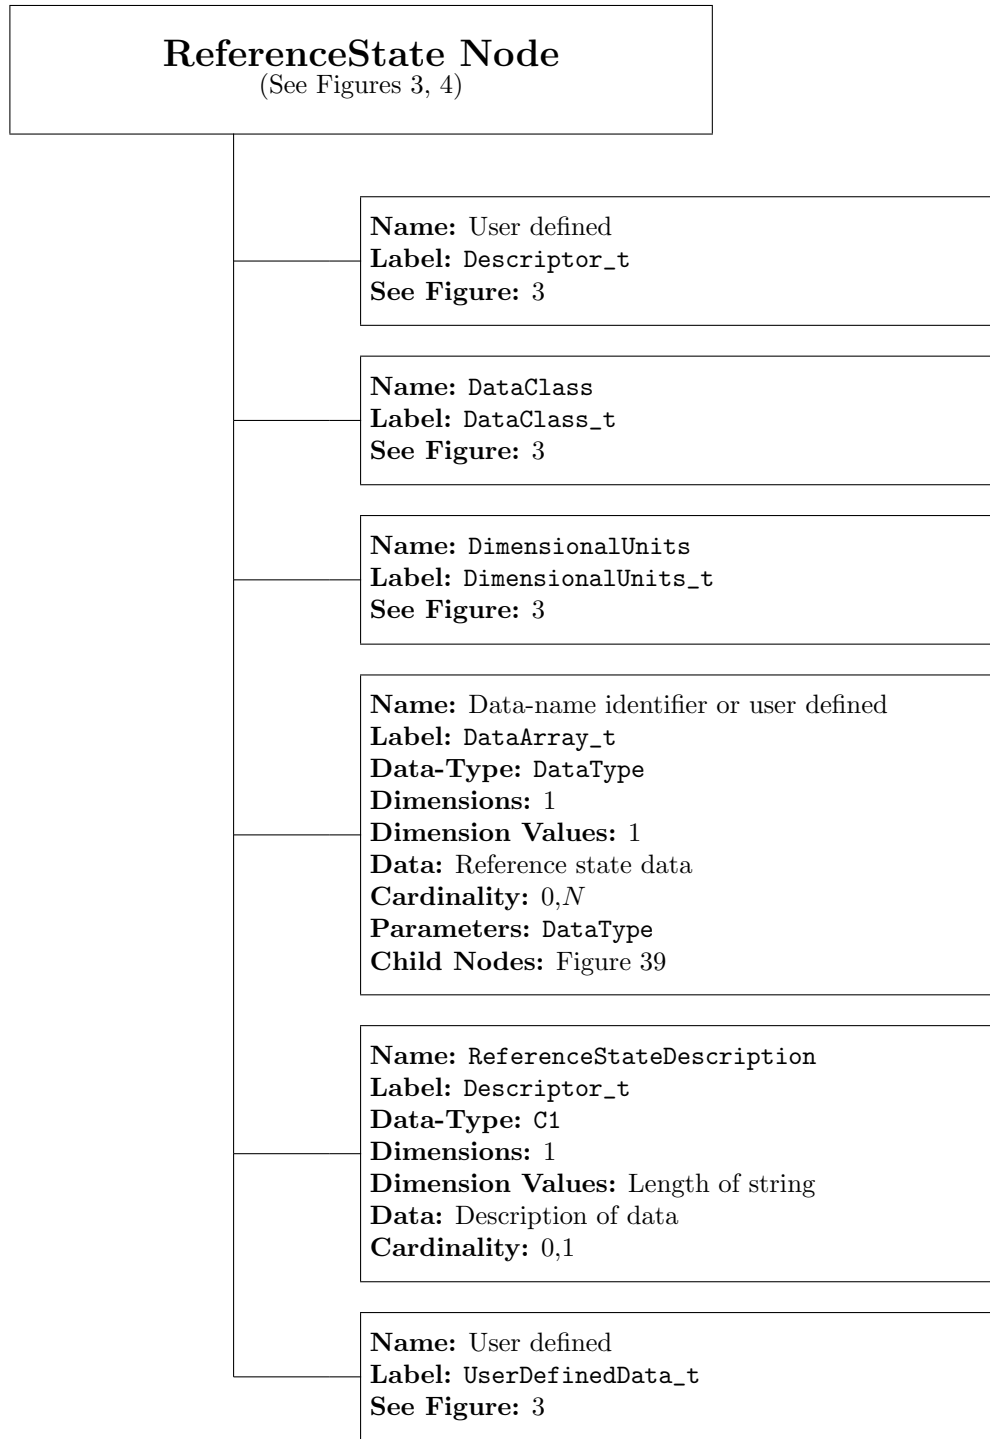 ReferenceState Node
(See Figures 3, 4)
Name: User defined
Label: Descriptor_t
See Figure: 3
Name: DataClass
Label: DataClass_t
See Figure: 3
Name: DimensionalUnits
Label: DimensionalUnits_t
See Figure: 3
Name: Data-name identifier or user defined
Label: DataArray_t
Data-Type: DataType
Dimensions: 1
Dimension Values: 1
Data: Reference state data
Cardinality: 0,N
Parameters: DataType
Child Nodes: Figure 39
Name: ReferenceStateDescription
Label: Descriptor_t
Data-Type: C1
Dimensions: 1
Dimension Values: Length of string
Data: Description of data
Cardinality: 0,1
Name: User defined
Label: UserDefinedData_t
See Figure: 3